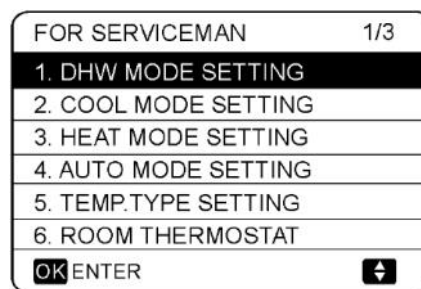 FOR SERVICEMAN 1/3
1. DHW MODE SETTING
2. COOL MODE SETTING
3. HEAT MODE SETTING
4. AUTO MODE SETTING
5. TEMP.TYPE SETTING
6. ROOM THERMOSTAT
OK ENTER